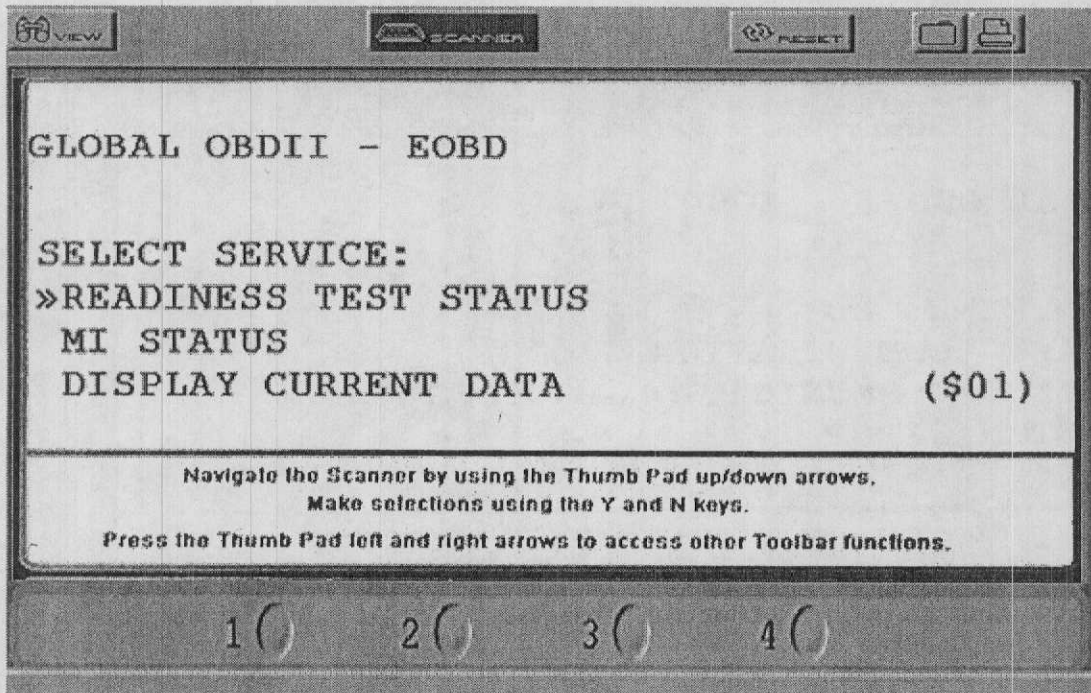 VIEW SCANNER RESET
GLOBAL OBDII - EOBD
SELECT SERVICE:
»READINESS TEST STATUS
MI STATUS
DISPLAY CURRENT DATA ($01)
Navigate the Scanner by using the Thumb Pad up/down arrows.
Make selections using the Y and N keys.
Press the Thumb Pad left and right arrows to access other Toolbar functions.
1 2 3 4